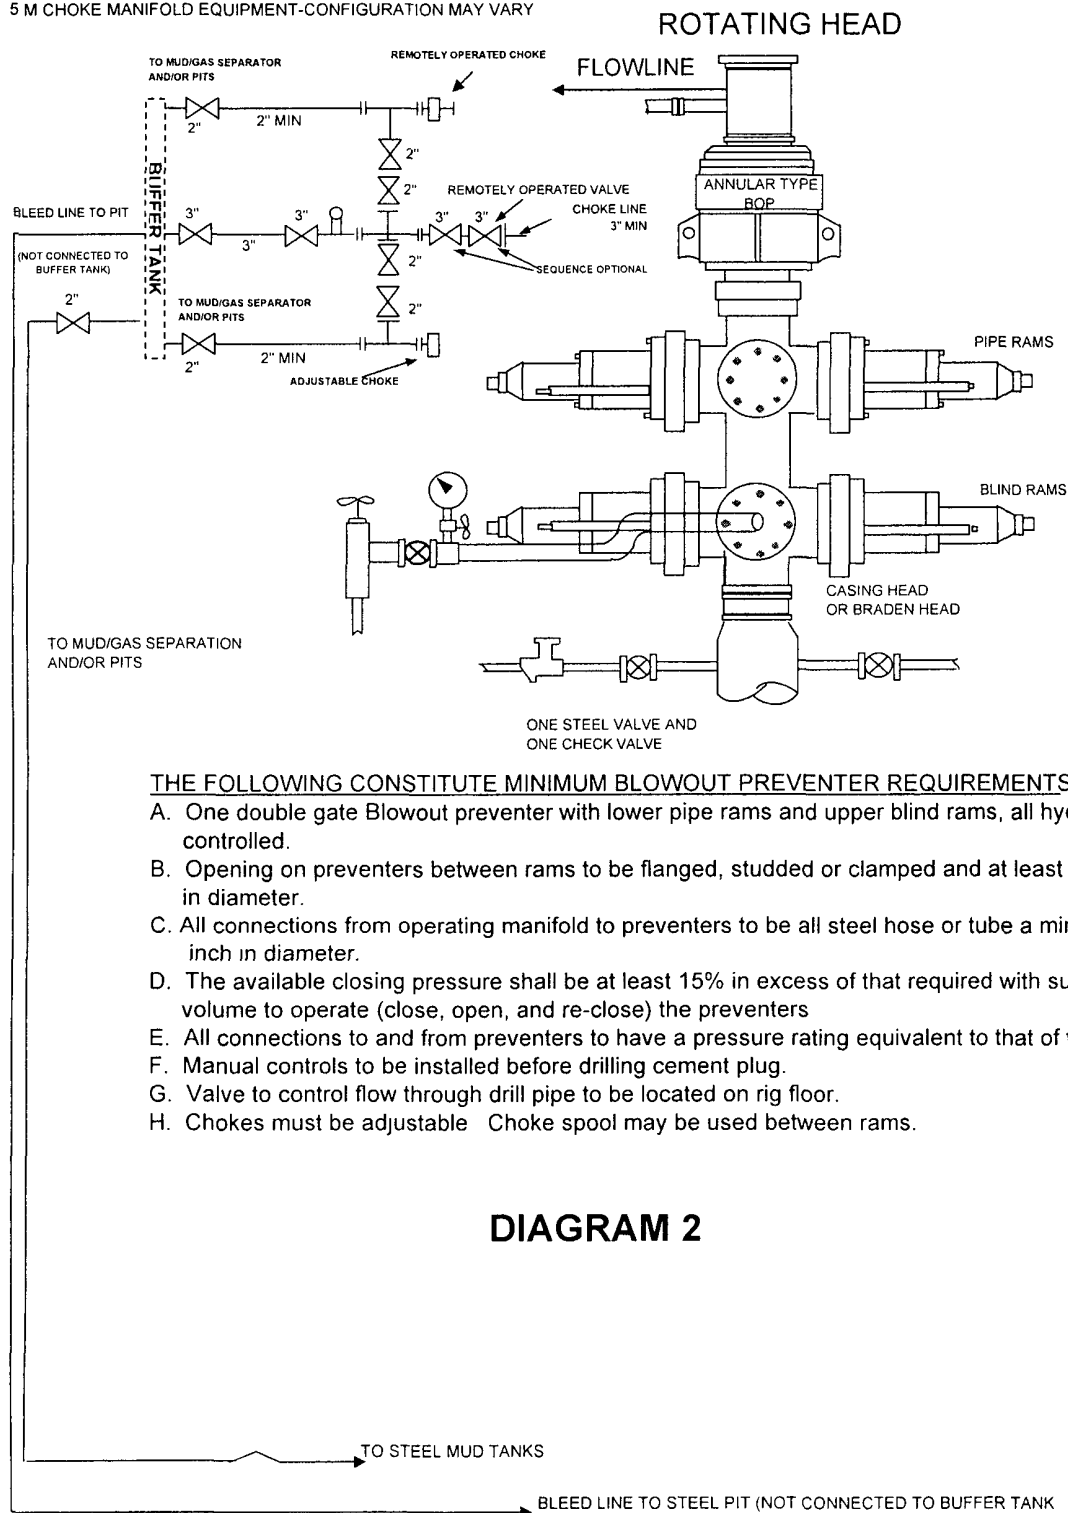 5 M CHOKE MANIFOLD EQUIPMENT-CONFIGURATION MAY VARY
ROTATING HEAD
REMOTELY OPERATED CHOKE
TO MUD/GAS SEPARATOR
AND/OR PITS
FLOWLINE
2"
2" MIN
2"
2"
ANNULAR TYPE
BOP
BUFFER TANK
REMOTELY OPERATED VALVE
BLEED LINE TO PIT
3"
3"
3"
3"
3"
CHOKE LINE
3" MIN
(NOT CONNECTED TO
BUFFER TANK)
2"
SEQUENCE OPTIONAL
2"
TO MUD/GAS SEPARATOR
AND/OR PITS
2"
2"
2" MIN
ADJUSTABLE CHOKE
PIPE RAMS
BLIND RAMS
CASING HEAD
OR BRADEN HEAD
TO MUD/GAS SEPARATION
AND/OR PITS
ONE STEEL VALVE AND
ONE CHECK VALVE
THE FOLLOWING CONSTITUTE MINIMUM BLOWOUT PREVENTER REQUIREMENTS
A. One double gate Blowout preventer with lower pipe rams and upper blind rams, all hy
controlled.
B. Opening on preventers between rams to be flanged, studded or clamped and at least
in diameter.
C. All connections from operating manifold to preventers to be all steel hose or tube a mi
inch in diameter.
D. The available closing pressure shall be at least 15% in excess of that required with su
volume to operate (close, open, and re-close) the preventers
E. All connections to and from preventers to have a pressure rating equivalent to that of
F. Manual controls to be installed before drilling cement plug.
G. Valve to control flow through drill pipe to be located on rig floor.
H. Chokes must be adjustable Choke spool may be used between rams.
DIAGRAM 2
TO STEEL MUD TANKS
BLEED LINE TO STEEL PIT (NOT CONNECTED TO BUFFER TANK